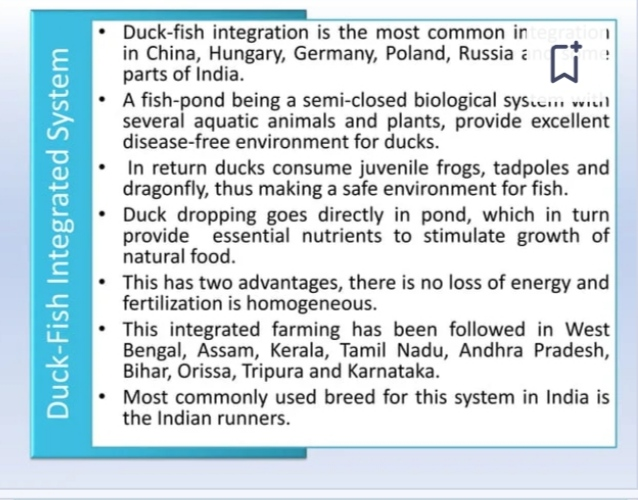 Duck-Fish Integrated System
• Duck-fish integration is the most common integration
in China, Hungary, Germany, Poland, Russia and some
parts of India.
• A fish-pond being a semi-closed biological system with
several aquatic animals and plants, provide excellent
disease-free environment for ducks.
• In return ducks consume juvenile frogs, tadpoles and
dragonfly, thus making a safe environment for fish.
• Duck dropping goes directly in pond, which in turn
provide essential nutrients to stimulate growth of
natural food.
• This has two advantages, there is no loss of energy and
fertilization is homogeneous.
• This integrated farming has been followed in West
Bengal, Assam, Kerala, Tamil Nadu, Andhra Pradesh,
Bihar, Orissa, Tripura and Karnataka.
• Most commonly used breed for this system in India is
the Indian runners.